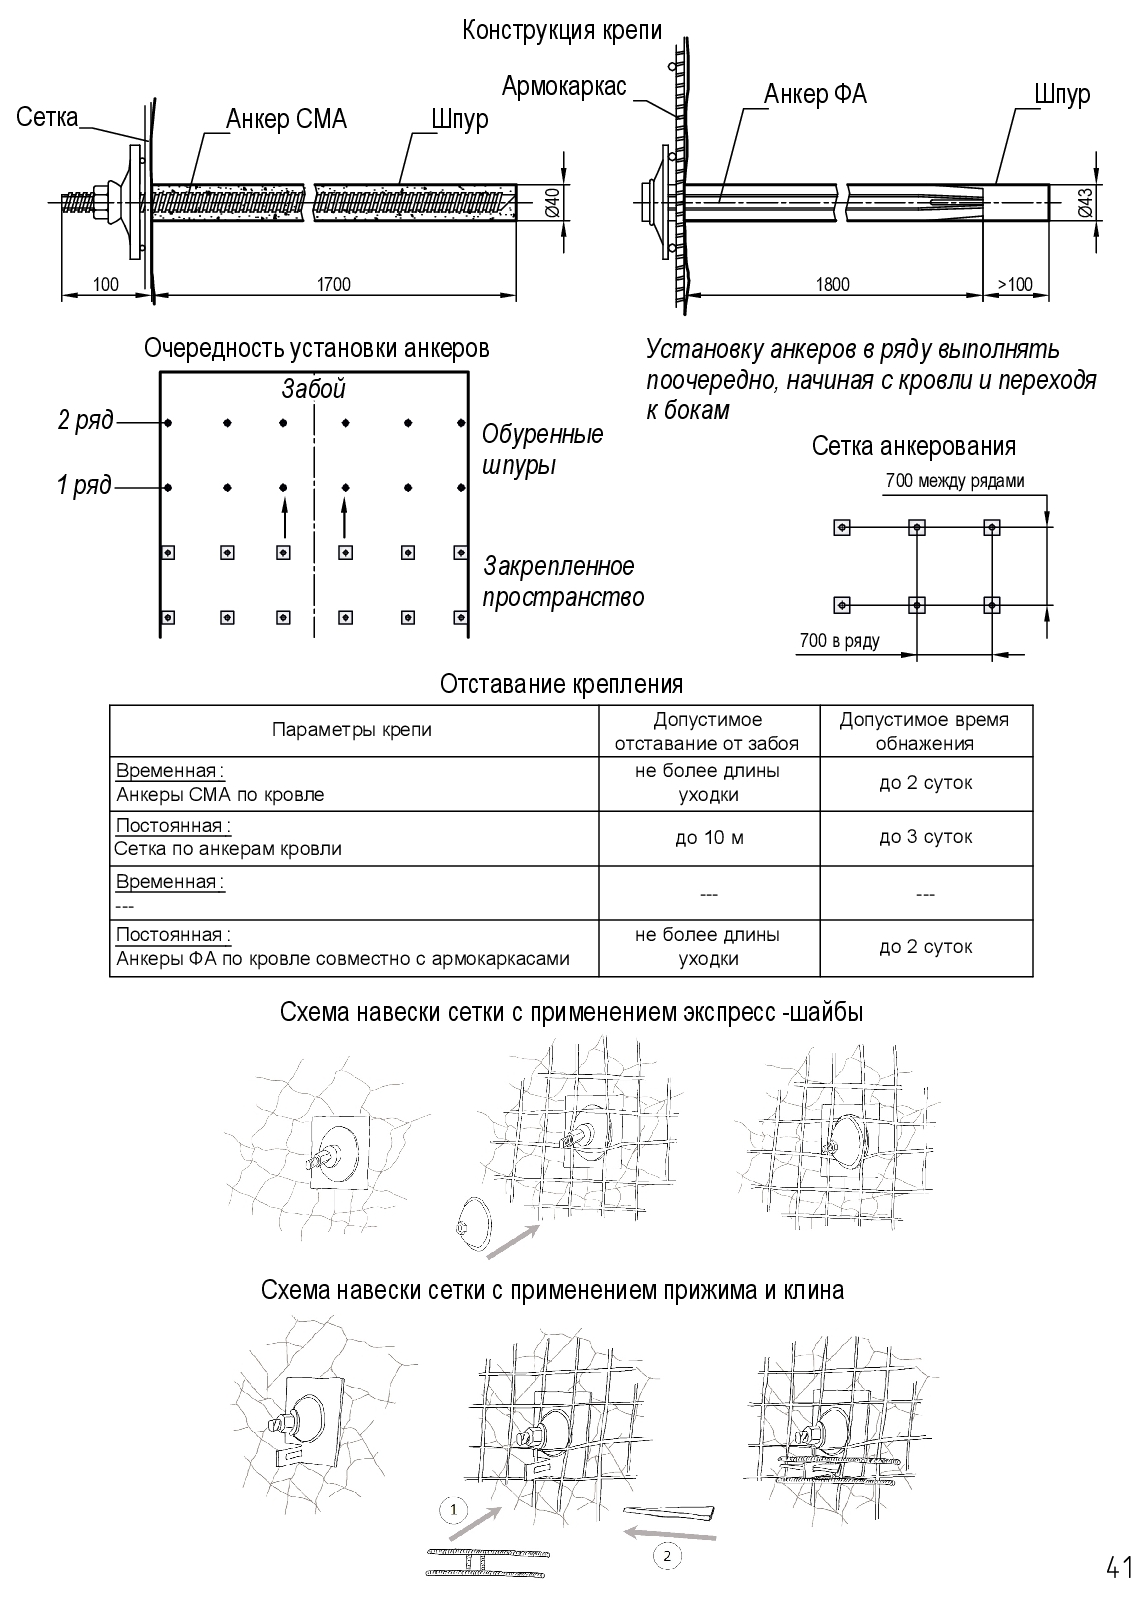 Конструкция крепи
Сетка
Анкер СМА
Шпур
Армокаркас
Анкер ФА
Шпур
Ø40
Ø43
100
1700
1800
>100
Очередность установки анкеров
Забой
2 ряд
1 ряд
Обуренные
шпуры
Закрепленное
пространство
Установку анкеров в ряду выполнять
поочередно, начиная с кровли и переходя
к бокам
Сетка анкерования
700 между рядами
700 в ряду
Отставание крепления
Параметры крепи
Допустимое
отставание от забоя
Допустимое время
обнажения
Временная :
Анкеры СМА по кровле
не более длины
уходки
до 2 суток
Постоянная :
Сетка по анкерам кровли
до 10 м
до 3 суток
Временная :
---
---
---
Постоянная :
Анкеры ФА по кровле совместно с армокаркасами
не более длины
уходки
до 2 суток
Схема навески сетки с применением экспресс -шайбы
Схема навески сетки с применением прижима и клина
1
2
41